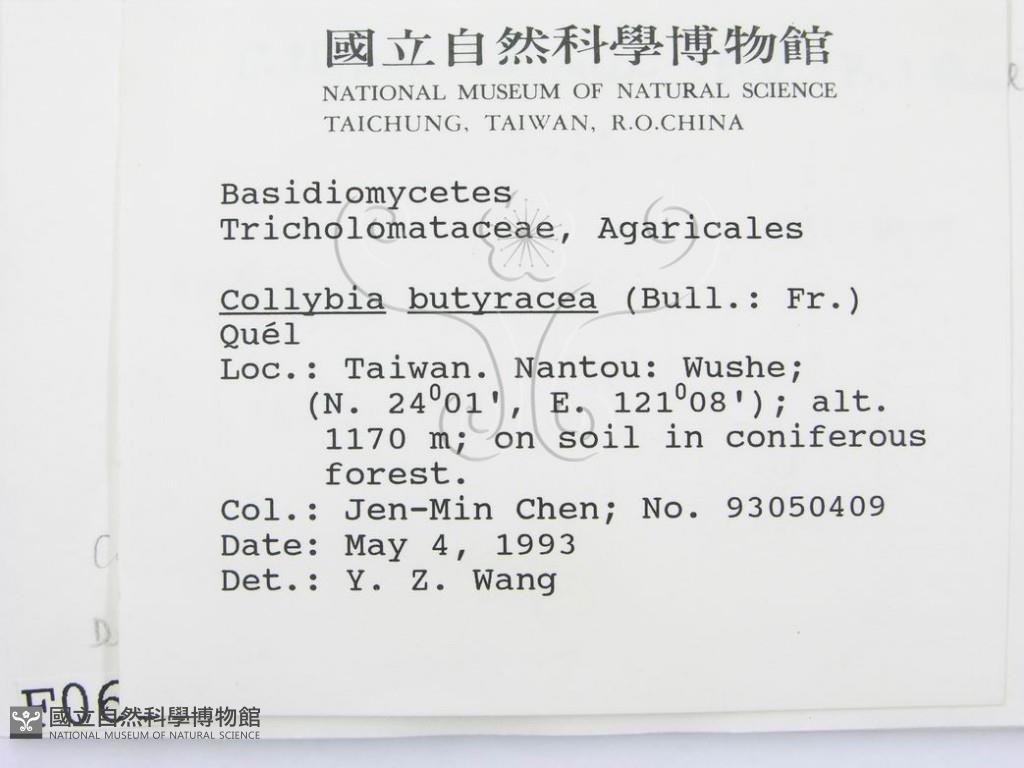 國立自然科學博物館
NATIONAL MUSEUM OF NATURAL SCIENCE
TAICHUNG, TAIWAN, R.O.CHINA
Basidiomycetes
Tricholomataceae, Agaricales
Collybia butyracea (Bull.: Fr.)
Quél
Loc.: Taiwan. Nantou: Wushe;
(N. 24⁰01', E. 121⁰08'); alt.
1170 m; on soil in coniferous
forest.
Col.: Jen-Min Chen; No. 93050409
Date: May 4, 1993
Det.: Y. Z. Wang
F06
國立自然科學博物館
NATIONAL MUSEUM OF NATURAL SCIENCE